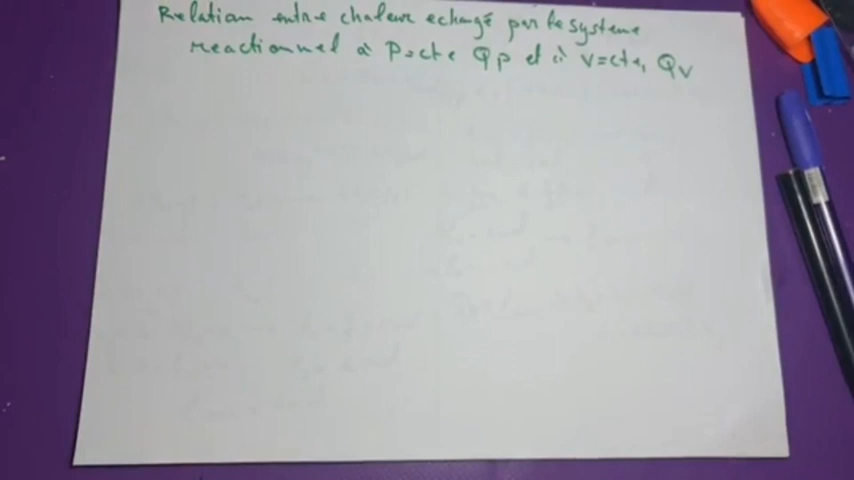 Relation entre chaleur echangé par le systeme
reactionnel à P=cte Qp et à V=cte, Qv